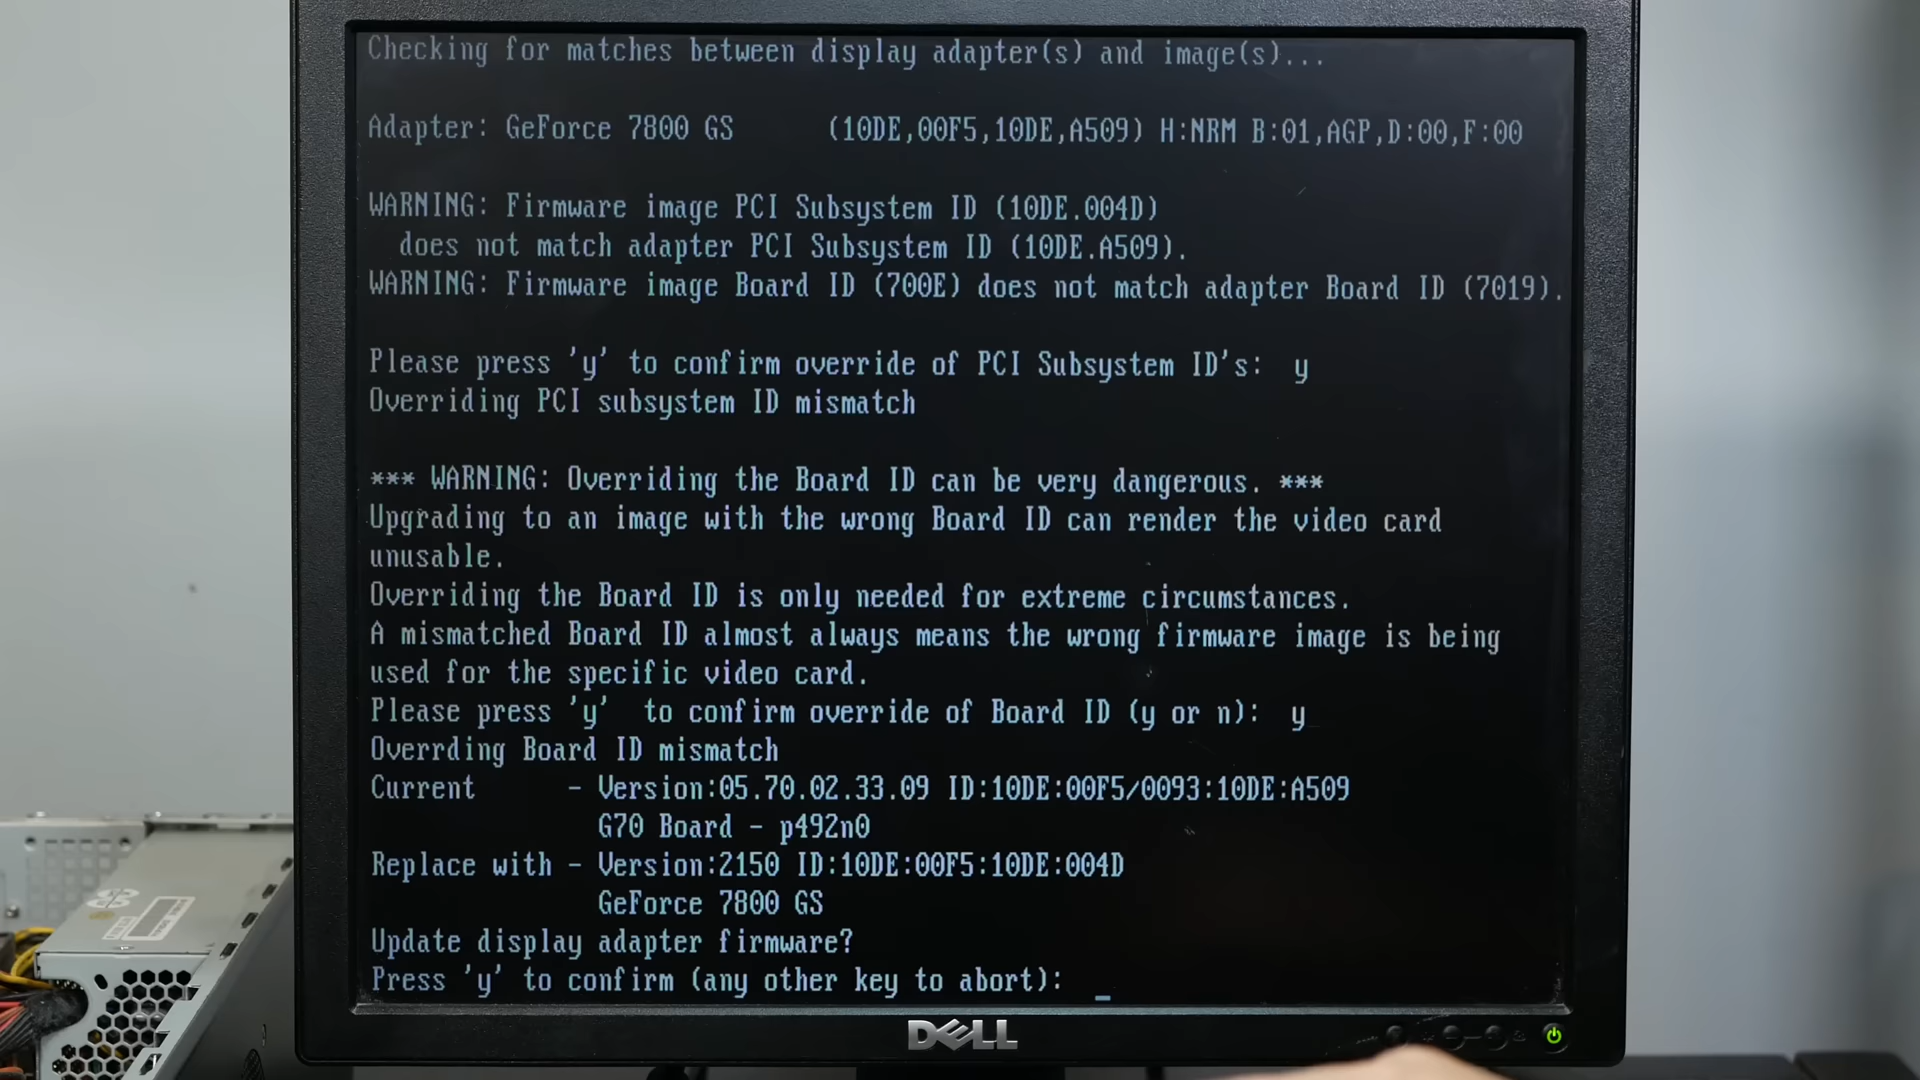 Checking for matches between display adapter(s) and image(s)...
Adapter: GeForce 7800 GS (10DE,00F5,10DE,A509) H:NRM B:01,AGP,D:00,F:00
WARNING: Firmware image PCI Subsystem ID (10DE.004D)
does not match adapter PCI Subsystem ID (10DE.A509).
WARNING: Firmware image Board ID (700E) does not match adapter Board ID (7019).
Please press 'y' to confirm override of PCI Subsystem ID's: y
Overriding PCI subsystem ID mismatch
*** WARNING: Overriding the Board ID can be very dangerous. ***
Upgrading to an image with the wrong Board ID can render the video card
unusable.
Overriding the Board ID is only needed for extreme circumstances.
A mismatched Board ID almost always means the wrong firmware image is being
used for the specific video card.
Please press 'y' to confirm override of Board ID (y or n): y
Overrding Board ID mismatch
Current - Version:05.70.02.33.09 ID:10DE:00F5/0093:10DE:A509
G70 Board - p492n0
Replace with - Version:2150 ID:10DE:00F5:10DE:004D
GeForce 7800 GS
Update display adapter firmware?
Press 'y' to confirm (any other key to abort): _
DELL